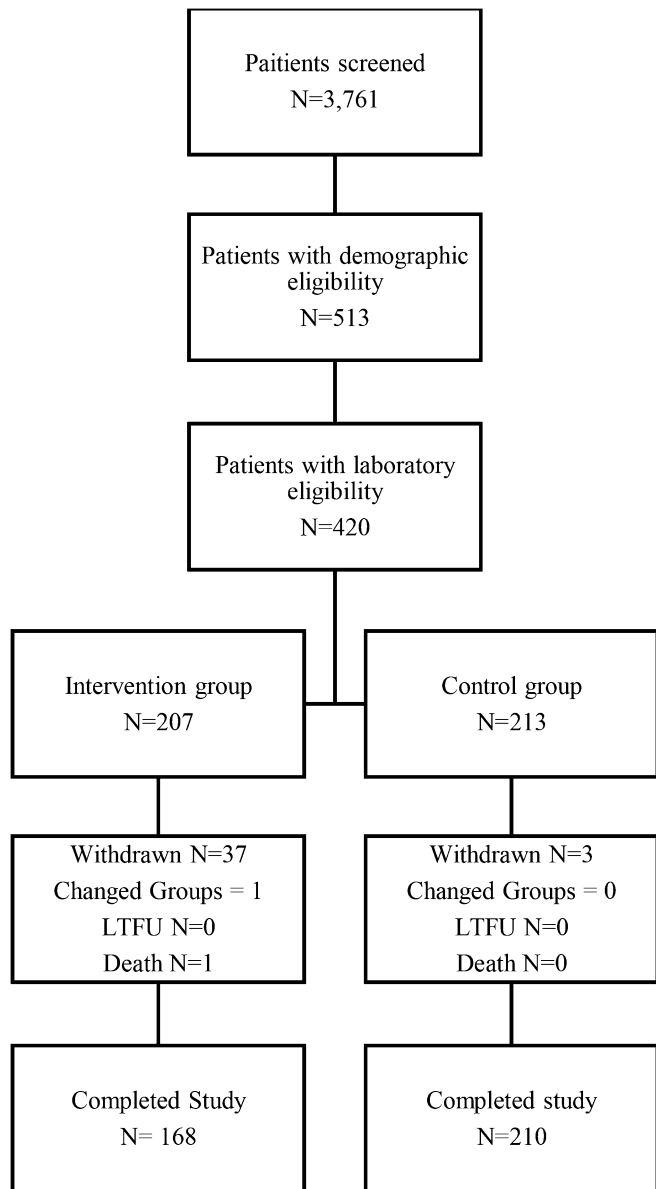 Paitients screened
N=3,761
Patients with demographic
eligibility
N=513
Patients with laboratory
eligibility
N=420
Intervention group
N=207
Control group
N=213
Withdrawn N=37
Changed Groups = 1
LTFU N=0
Death N=1
Withdrawn N=3
Changed Groups = 0
LTFU N=0
Death N=0
Completed Study
N= 168
Completed study
N=210